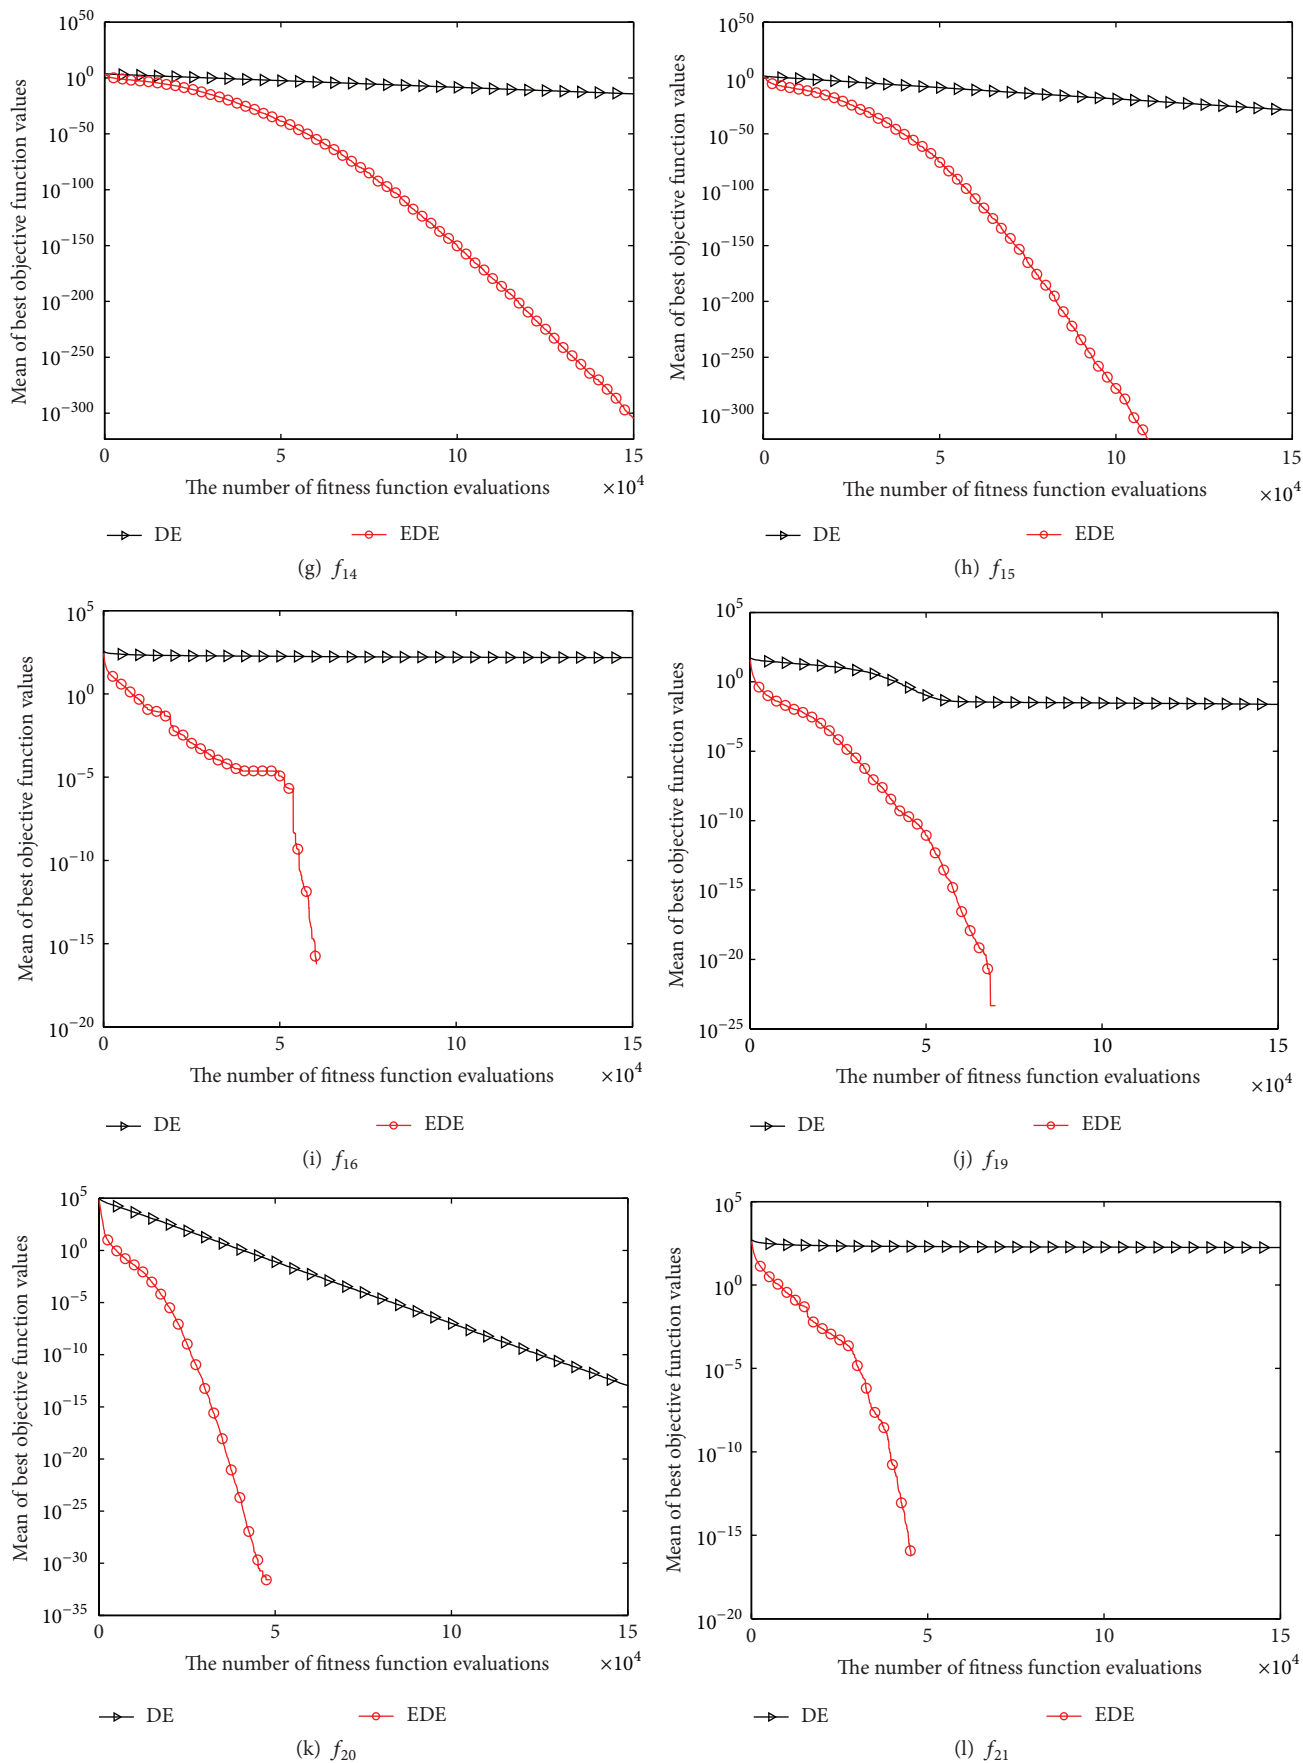 10^50
10^0
10^−50
10^−100
10^−150
10^−200
10^−250
10^−300
Mean of best objective function values
0 5 10 15
The number of fitness function evaluations ×10^4
DE EDE
(g) f_14
10^50
10^0
10^−50
10^−100
10^−150
10^−200
10^−250
10^−300
Mean of best objective function values
0 5 10 15
The number of fitness function evaluations ×10^4
DE EDE
(h) f_15
10^5
10^0
10^−5
10^−10
10^−15
10^−20
Mean of best objective function values
0 5 10 15
The number of fitness function evaluations ×10^4
DE EDE
(i) f_16
10^5
10^0
10^−5
10^−10
10^−15
10^−20
10^−25
Mean of best objective function values
0 5 10 15
The number of fitness function evaluations ×10^4
DE EDE
(j) f_19
10^5
10^0
10^−5
10^−10
10^−15
10^−20
10^−25
10^−30
10^−35
Mean of best objective function values
0 5 10 15
The number of fitness function evaluations ×10^4
DE EDE
(k) f_20
10^5
10^0
10^−5
10^−10
10^−15
10^−20
Mean of best objective function values
0 5 10 15
The number of fitness function evaluations ×10^4
DE EDE
(l) f_21